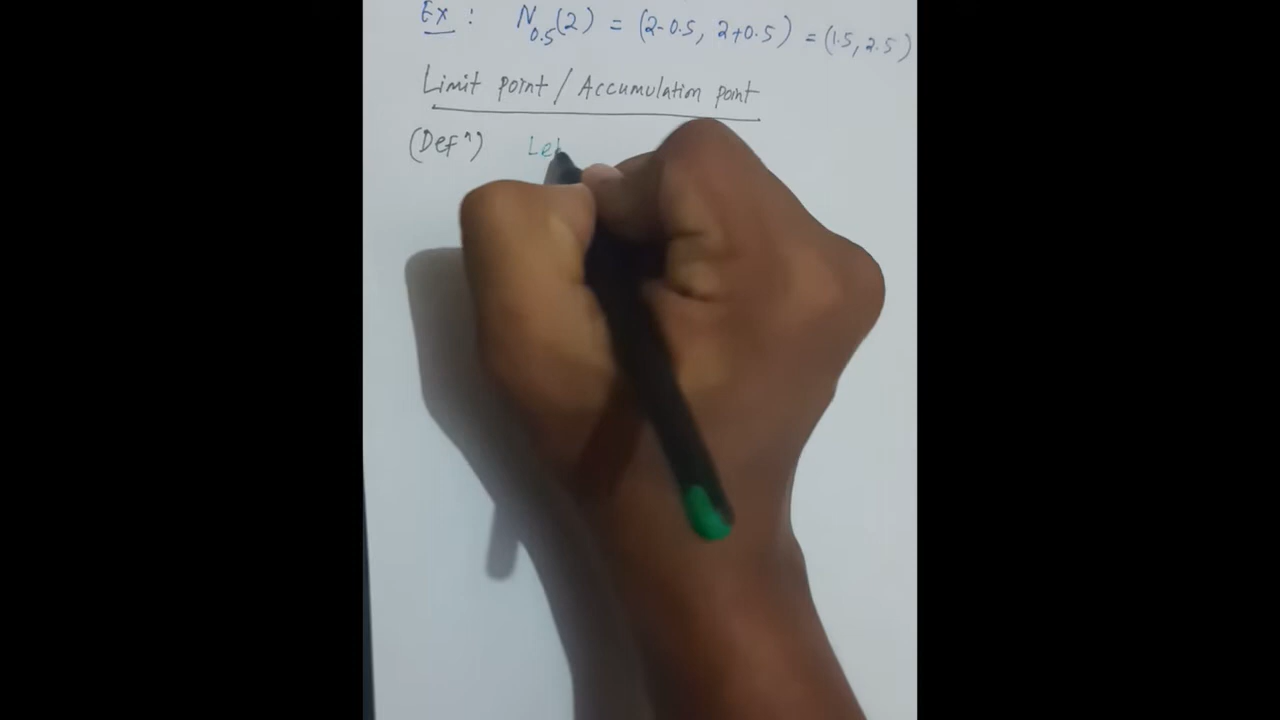 Ex : N0.5(2) = (2-0.5, 2+0.5) = (1.5, 2.5)
Limit point / Accumulation point
(Defn) Let